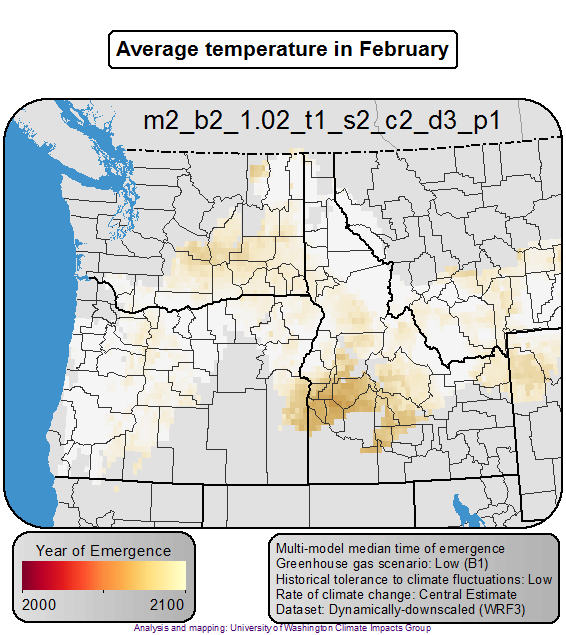 Average temperature in February
m2_b2_1.02_t1_s2_c2_d3_p1
Year of Emergence
2000 2100
Multi-model median time of emergence
Greenhouse gas scenario: Low (B1)
Historical tolerance to climate fluctuations: Low
Rate of climate change: Central Estimate
Dataset: Dynamically-downscaled (WRF3)
Analysis and mapping: University of Washington Climate Impacts Group